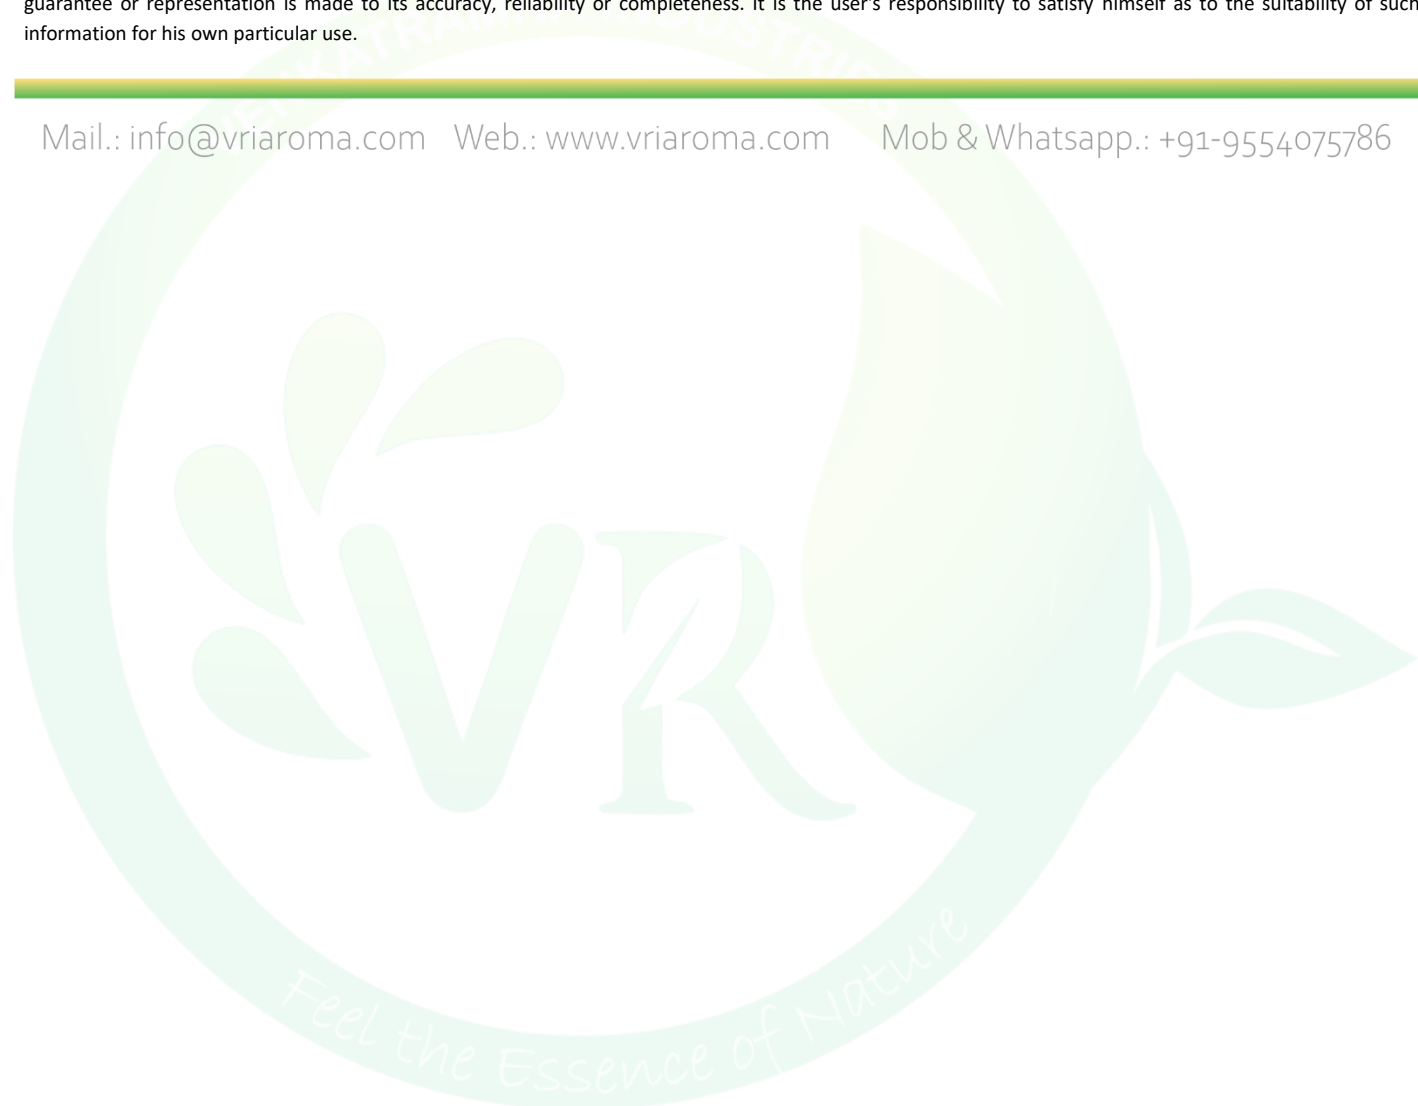 guarantee or representation is made to its accuracy, reliability or completeness. It is the user's responsibility to satisfy himself as to the suitability of such
information for his own particular use.
Mail.: info@vriaroma.com Web.: www.vriaroma.com Mob & Whatsapp.: +91-9554075786
VR
Feel the Essence of Nature